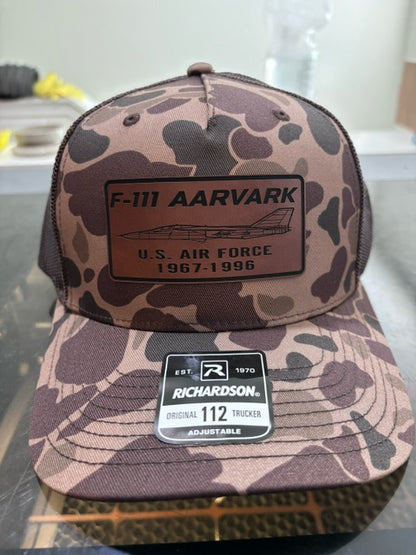 F-111 AARVARK
U.S. AIR FORCE
1967-1996
EST. R 1970
RICHARDSON®
ORIGINAL 112 TRUCKER
ADJUSTABLE